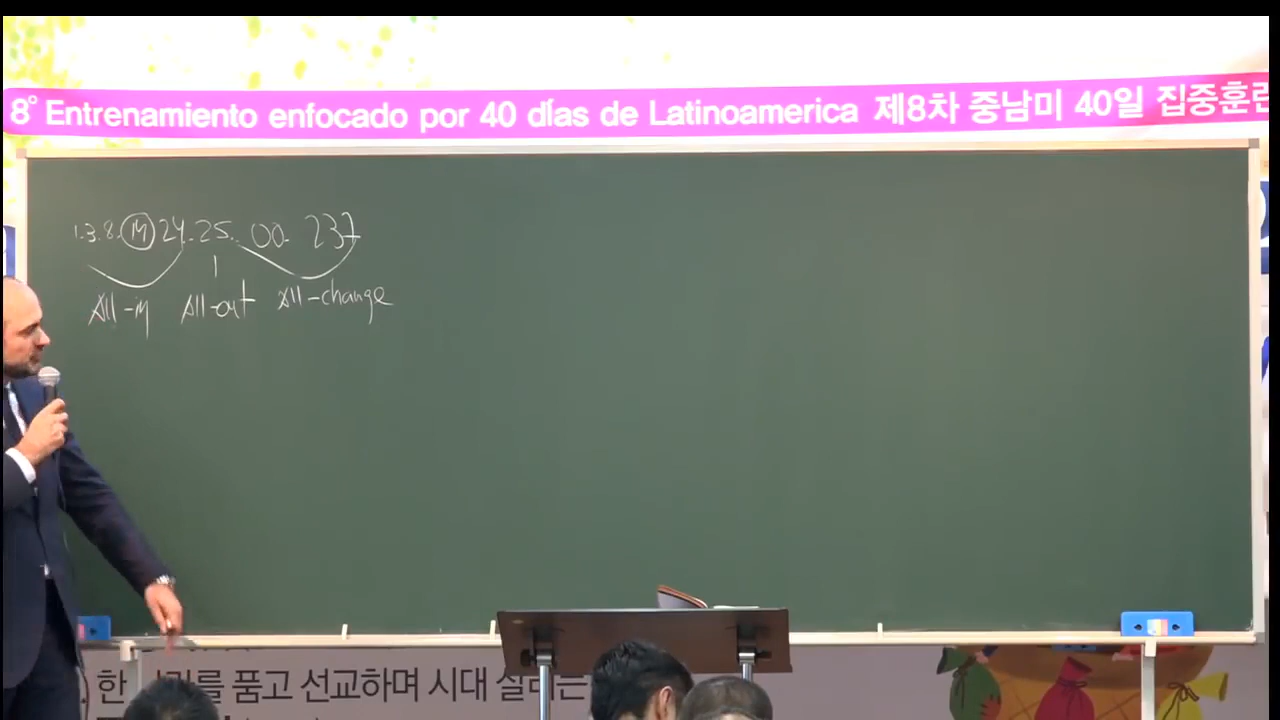 8° Entrenamiento enfocado por 40 días de Latinoamerica 제8차 중남미 40일 집중훈련
1.3.8. 24.25. 00. 237
All-in All-out All-change
한 를 품고 선교하며 시대 살리는